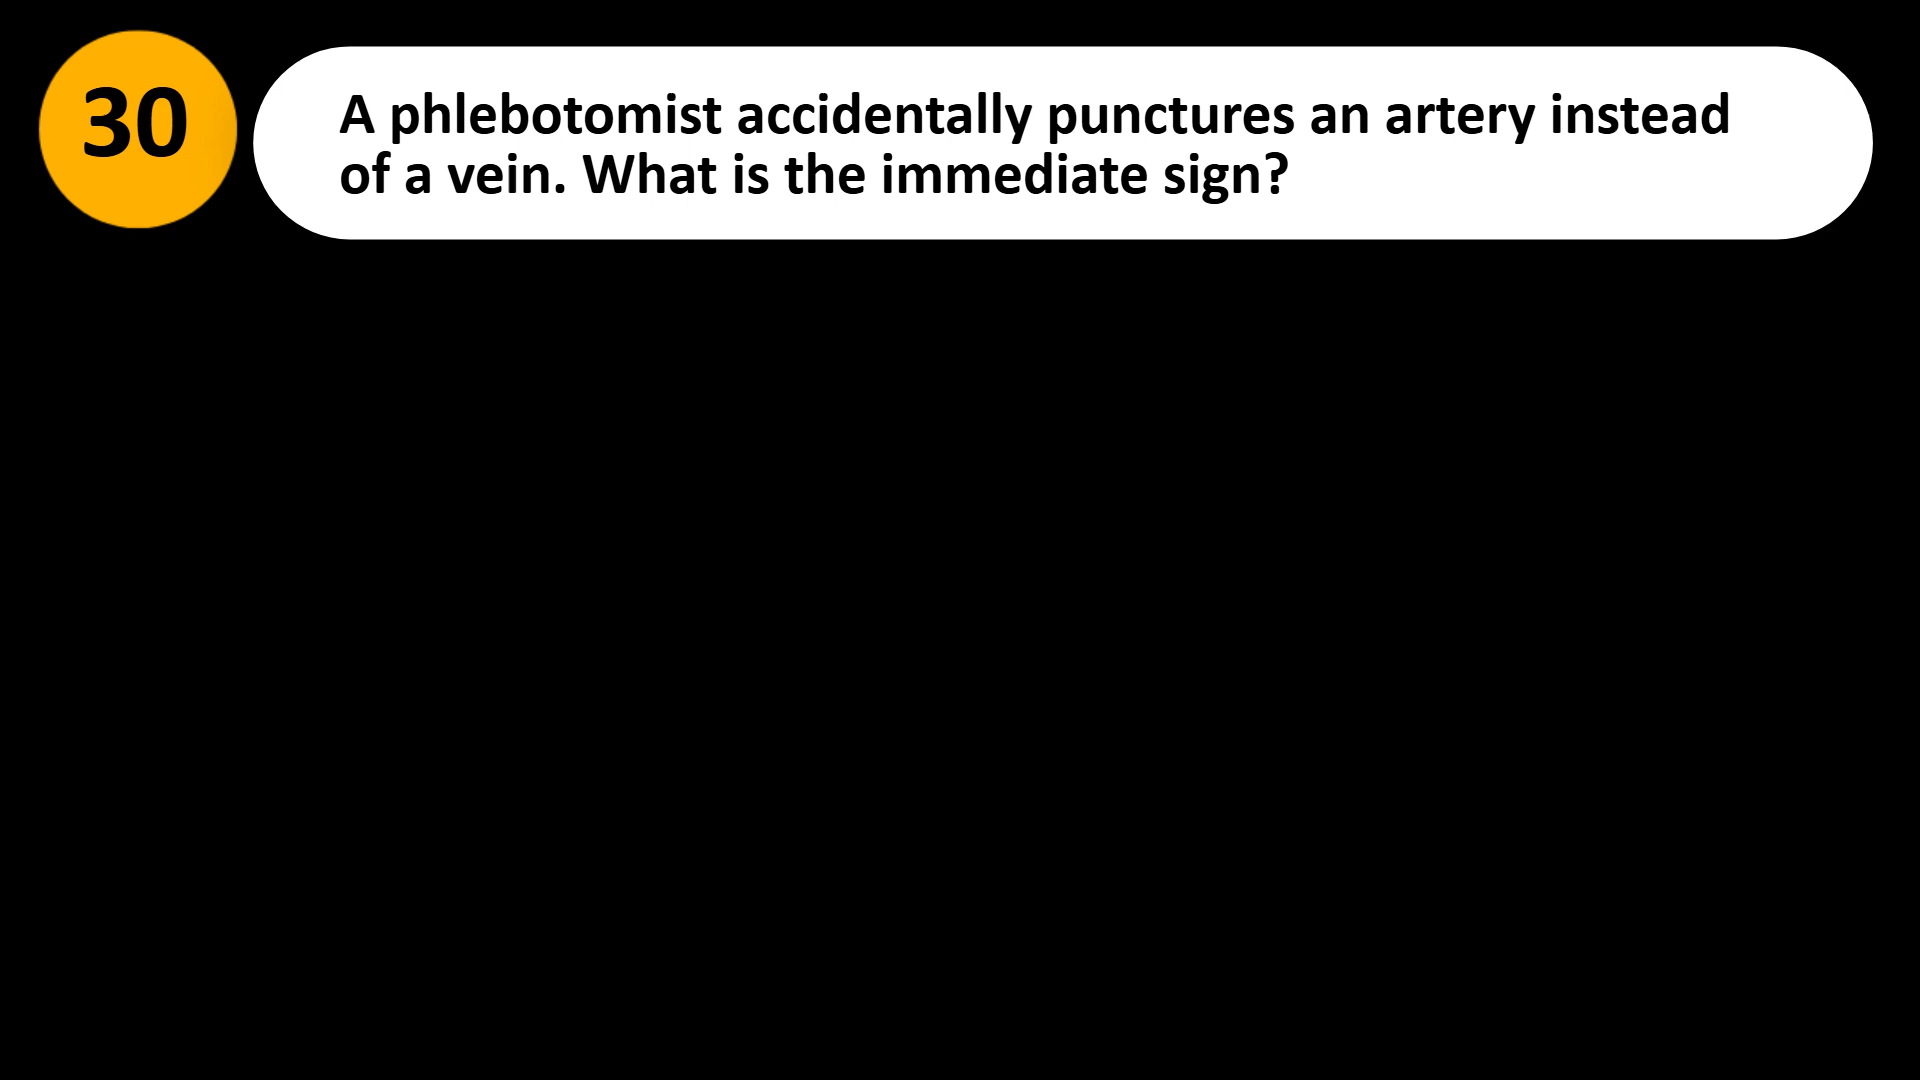 30
A phlebotomist accidentally punctures an artery instead
of a vein. What is the immediate sign?